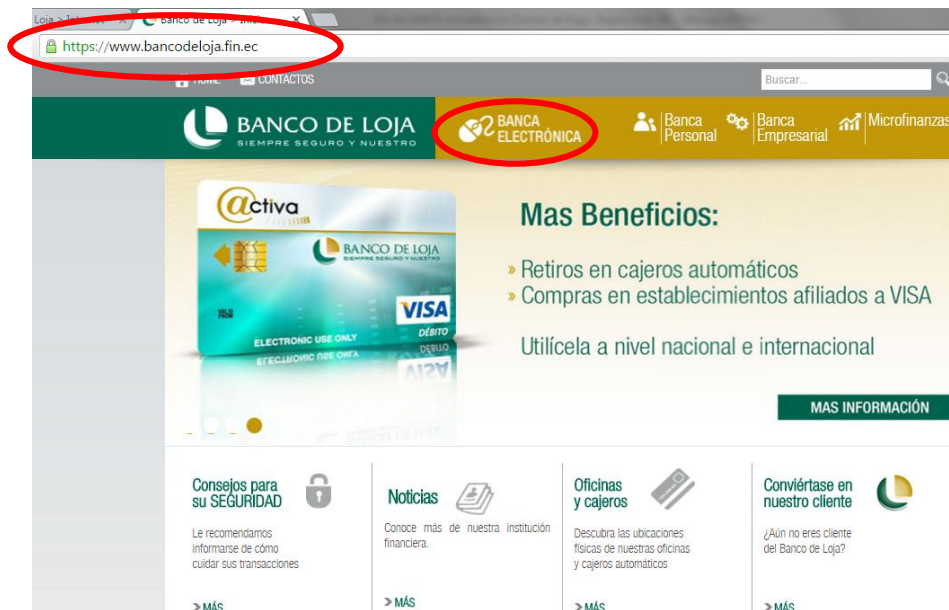 Loja > Inte
Banco de Loja > Ini
https://www.bancodeloja.fin.ec
HOME CONTACTOS Buscar...
BANCO DE LOJA
SIEMPRE SEGURO Y NUESTRO
BANCA
ELECTRÓNICA
Banca
Personal
Banca
Empresarial
Microfinanzas
@ctiva
BANCO DE LOJA
SIEMPRE SEGURO Y NUESTRO
VISA
DÉBITO
ELECTRONIC USE ONLY
Mas Beneficios:
» Retiros en cajeros automáticos
» Compras en establecimientos afiliados a VISA
Utilícela a nivel nacional e internacional
MAS INFORMACIÓN
Consejos para
su SEGURIDAD
Le recomendamos
informarse de cómo
cuidar sus transacciones
> MÁS
Noticias
Conoce más de nuestra institución
financiera.
> MÁS
Oficinas
y cajeros
Descubra las ubicaciones
físicas de nuestras oficinas
y cajeros automáticos
> MÁS
Conviértase en
nuestro cliente
¿Aún no eres cliente
del Banco de Loja?
> MÁS